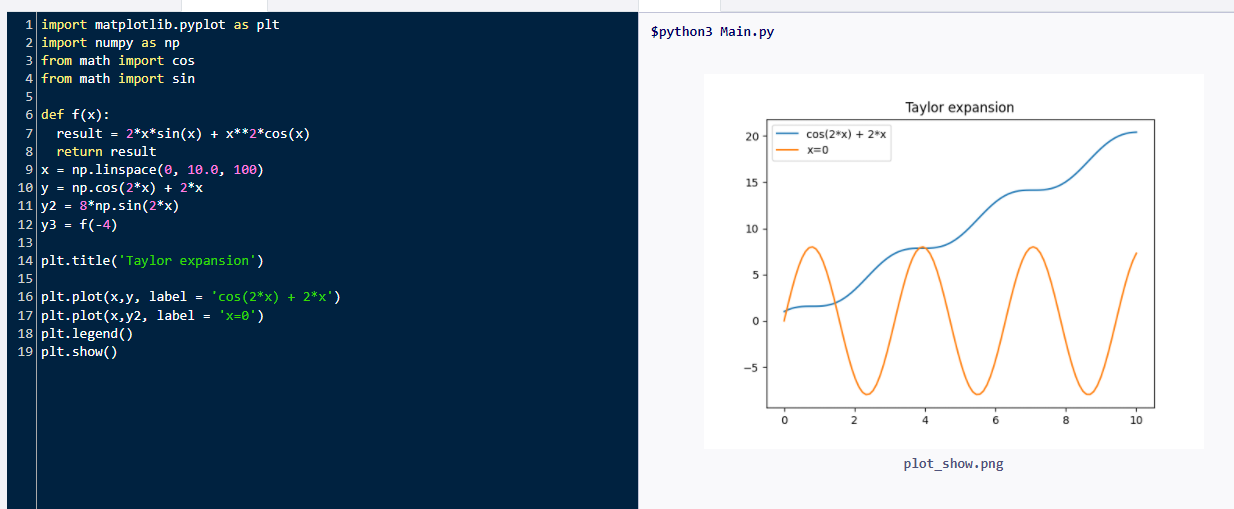 1 import matplotlib.pyplot as plt
2 import numpy as np
3 from math import cos
4 from math import sin
5
6 def f(x):
7   result = 2*x*sin(x) + x**2*cos(x)
8   return result
9 x = np.linspace(0, 10.0, 100)
10 y = np.cos(2*x) + 2*x
11 y2 = 8*np.sin(2*x)
12 y3 = f(-4)
13
14 plt.title('Taylor expansion')
15
16 plt.plot(x,y, label = 'cos(2*x) + 2*x')
17 plt.plot(x,y2, label = 'x=0')
18 plt.legend()
19 plt.show()
$python3 Main.py
Taylor expansion
cos(2*x) + 2*x
x=0
20
15
10
5
0
−5
0 2 4 6 8 10
plot_show.png